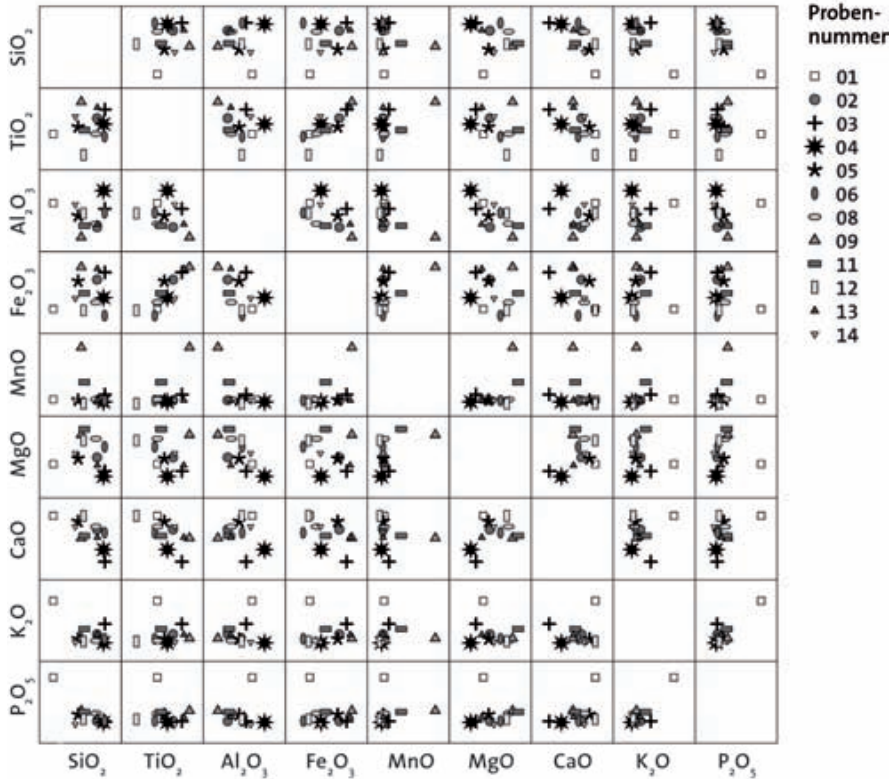 Proben-
nummer
01
02
03
04
05
06
08
09
11
12
13
14
SiO₂
TiO₂
Al₂O₃
Fe₂O₃
MnO
MgO
CaO
K₂O
P₂O₅
SiO₂ TiO₂ Al₂O₃ Fe₂O₃ MnO MgO CaO K₂O P₂O₅